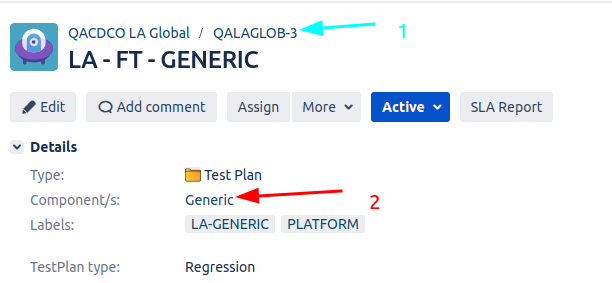 QACDCO LA Global / QALAGLOB-3 1
LA - FT - GENERIC
Edit Add comment Assign More Active SLA Report
Details
Type: Test Plan
Component/s: Generic 2
Labels: LA-GENERIC PLATFORM
TestPlan type: Regression